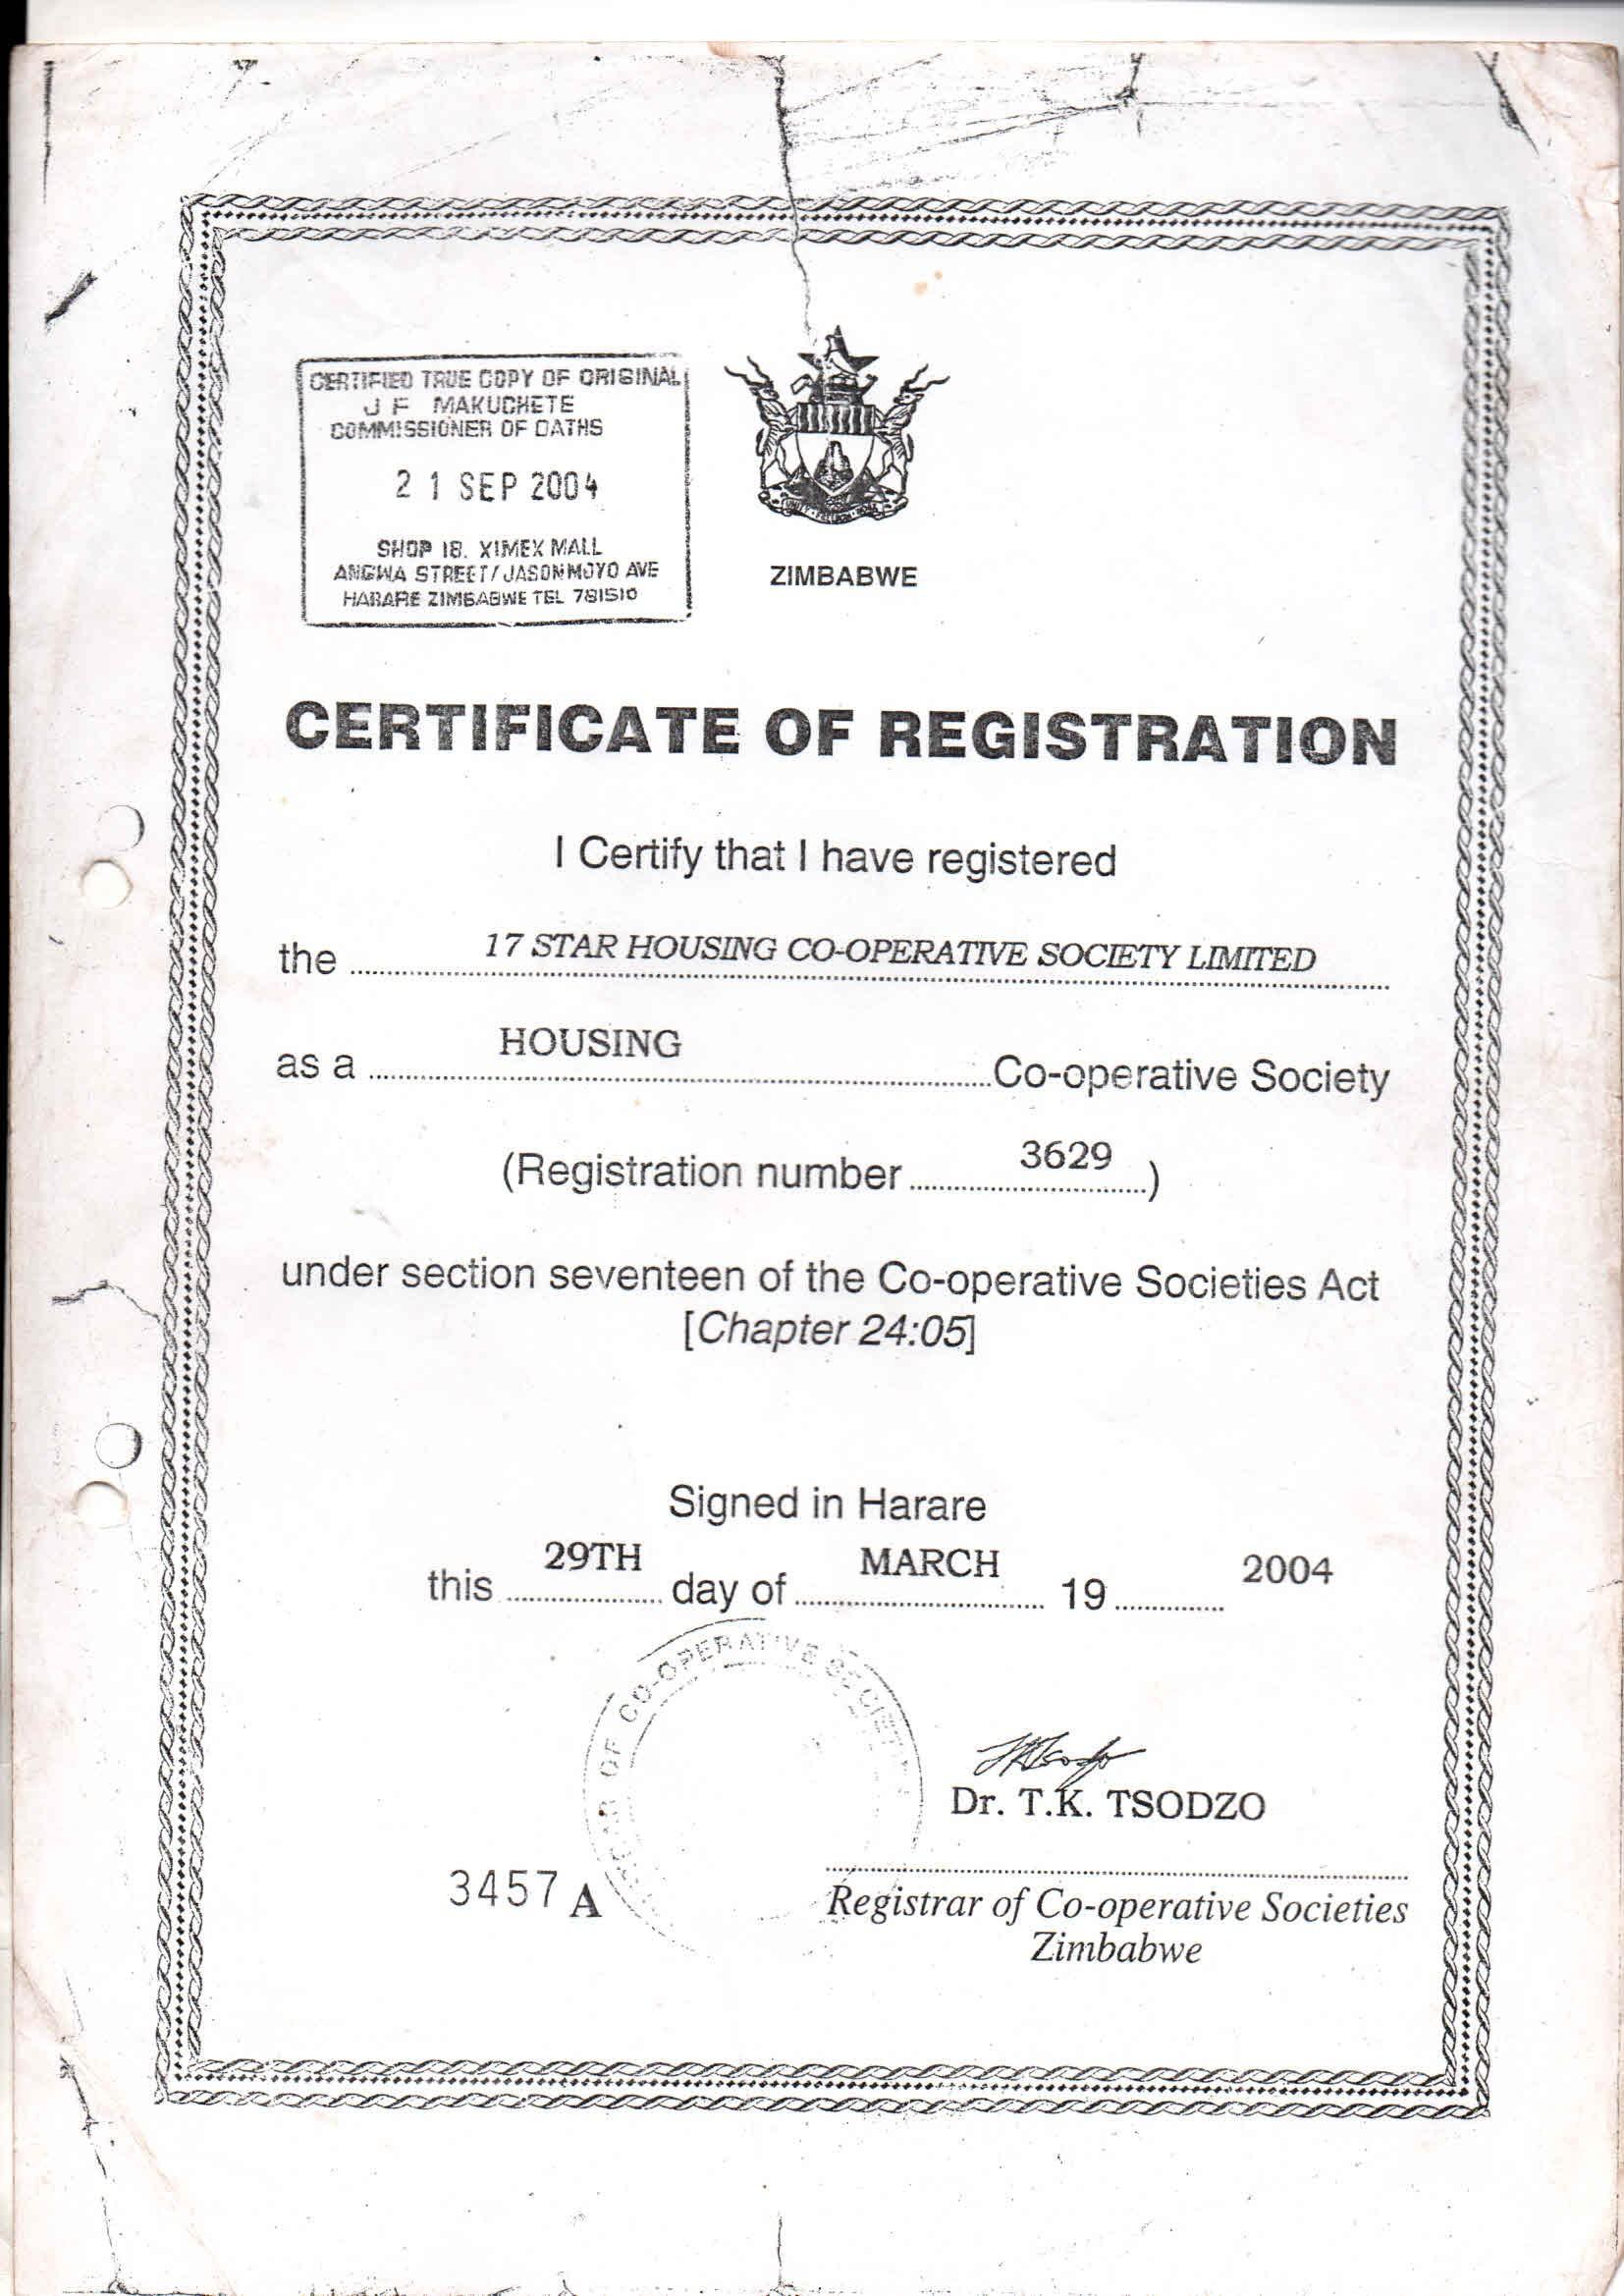 CERTIFIED TRUE COPY OF ORIGINAL
J F MAKUCHETE
COMMISSIONER OF OATHS
21 SEP 2004
SHOP 18. XIMEX MALL
ANGWA STREET/JASON MOYO AVE
HARARE ZIMBABWE TEL 781510
ZIMBABWE
CERTIFICATE OF REGISTRATION
I Certify that I have registered
the 17 STAR HOUSING CO-OPERATIVE SOCIETY LIMITED
as a HOUSING Co-operative Society
(Registration number 3629)
under section seventeen of the Co-operative Societies Act
[Chapter 24:05]
Signed in Harare
this 29TH day of MARCH 19 2004
OF CO-OPERATIVE
Dr. T.K. TSODZO
3457 A
Registrar of Co-operative Societies
Zimbabwe